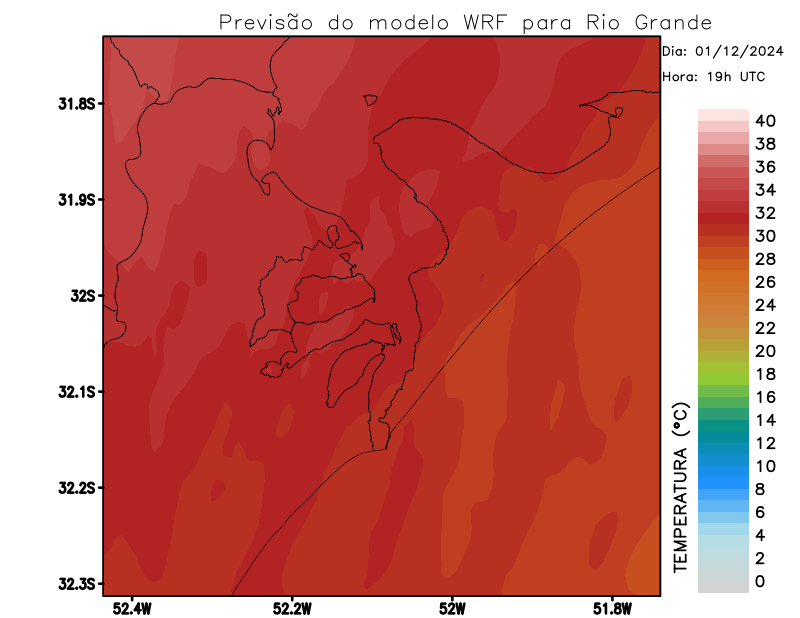 Previsão do modelo WRF para Rio Grande
Dia: 01/12/2024
Hora: 19h UTC
31.8S
31.9S
32S
32.1S
32.2S
32.3S
52.4W
52.2W
52W
51.8W
TEMPERATURA (°C)
40
38
36
34
32
30
28
26
24
22
20
18
16
14
12
10
8
6
4
2
0